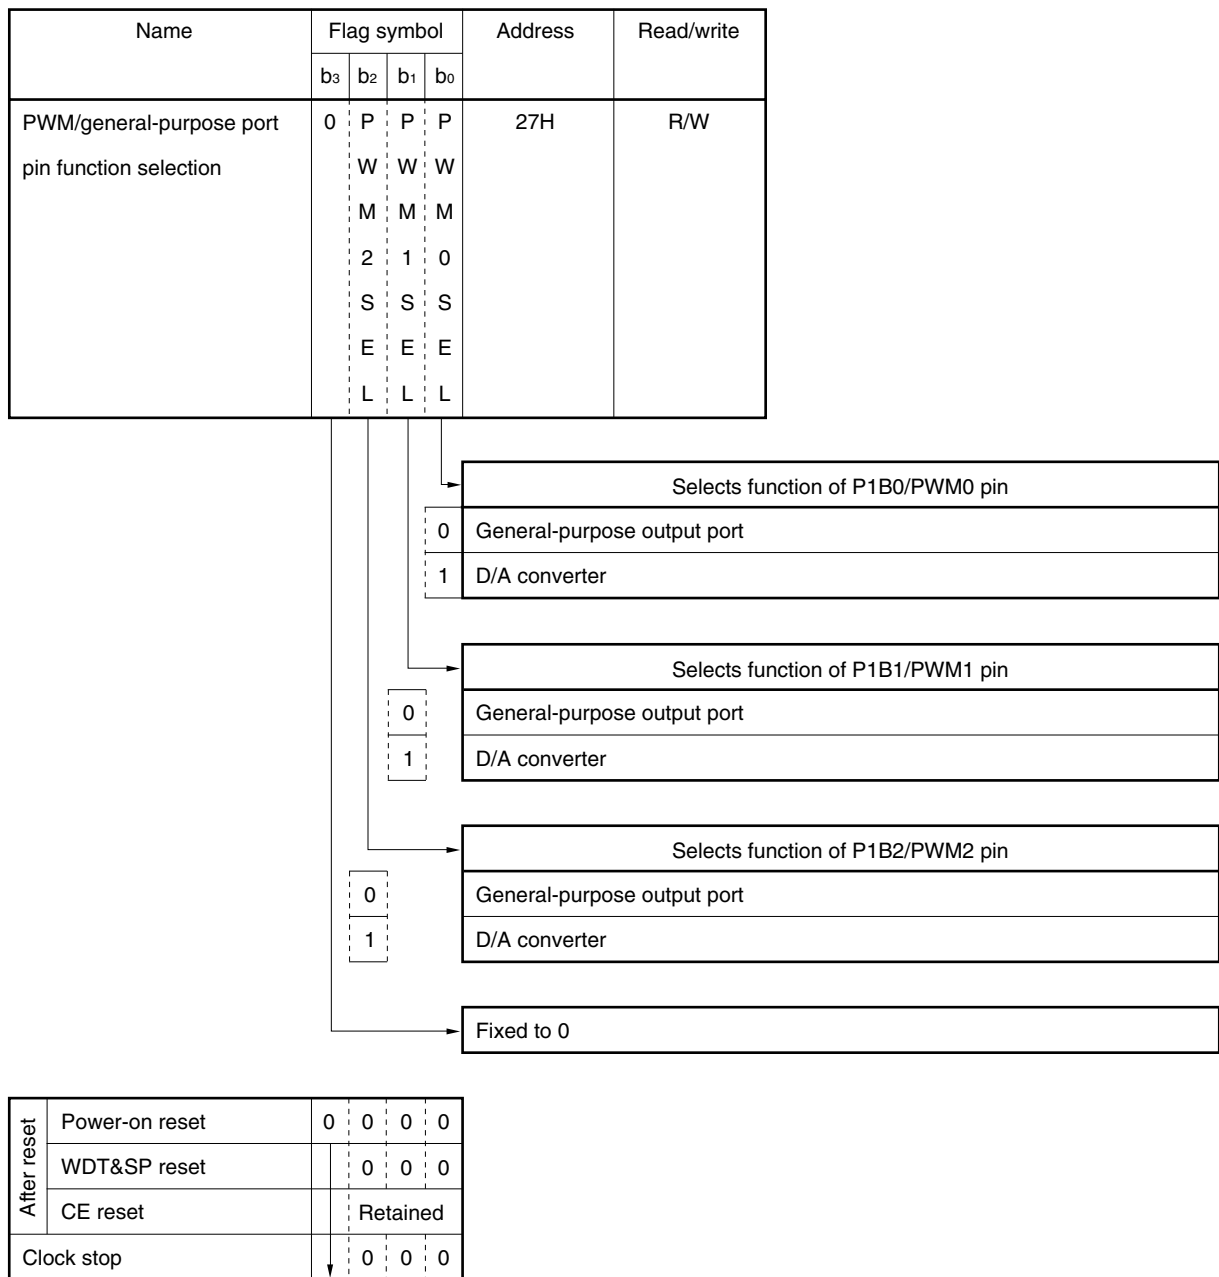 Name Flag symbol Address Read/write
b3 b2 b1 b0
PWM/general-purpose port 0 P P P 27H R/W
pin function selection W W W
M M M
2 1 0
S S S
E E E
L L L
Selects function of P1B0/PWM0 pin
0 General-purpose output port
1 D/A converter
Selects function of P1B1/PWM1 pin
0 General-purpose output port
1 D/A converter
Selects function of P1B2/PWM2 pin
0 General-purpose output port
1 D/A converter
Fixed to 0
After reset
Power-on reset 0 0 0 0
WDT&SP reset 0 0 0
CE reset Retained
Clock stop 0 0 0